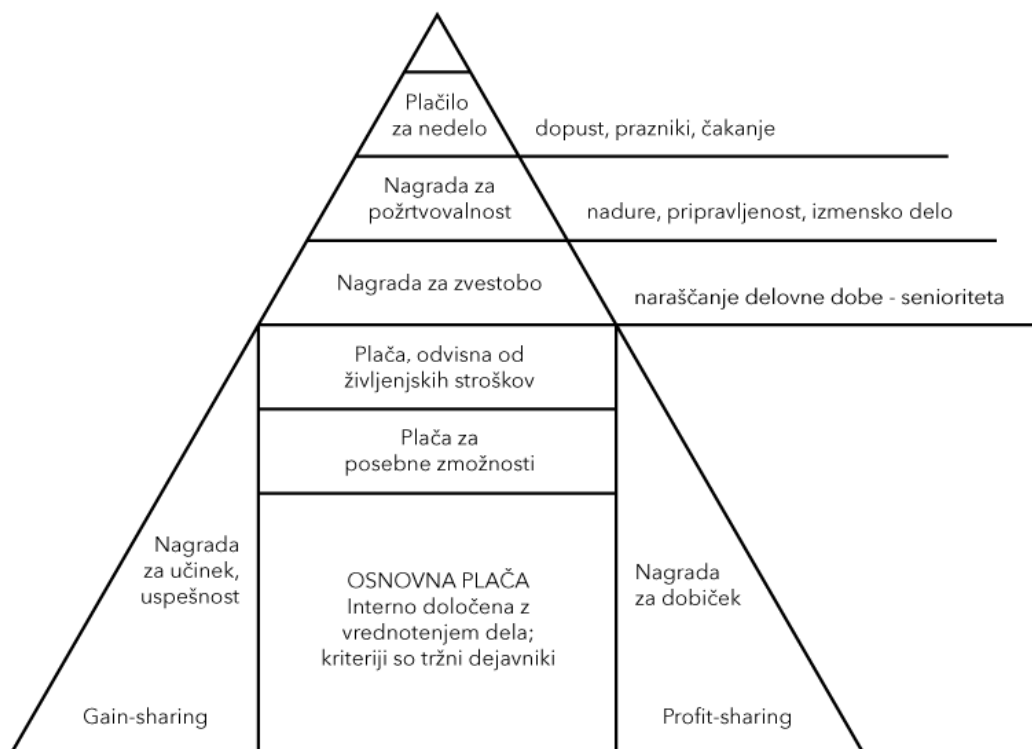 Plačilo
za nedelo
dopust, prazniki, čakanje
Nagrada za
požrtvovalnost
nadure, pripravljenost, izmensko delo
Nagrada za zvestobo
naraščanje delovne dobe - senioriteta
Plača, odvisna od
življenjskih stroškov
Plača za
posebne zmožnosti
Nagrada
za učinek,
uspešnost
OSNOVNA PLAČA
Interno določena z
vrednotenjem dela;
kriteriji so tržni dejavniki
Nagrada
za dobiček
Gain-sharing
Profit-sharing